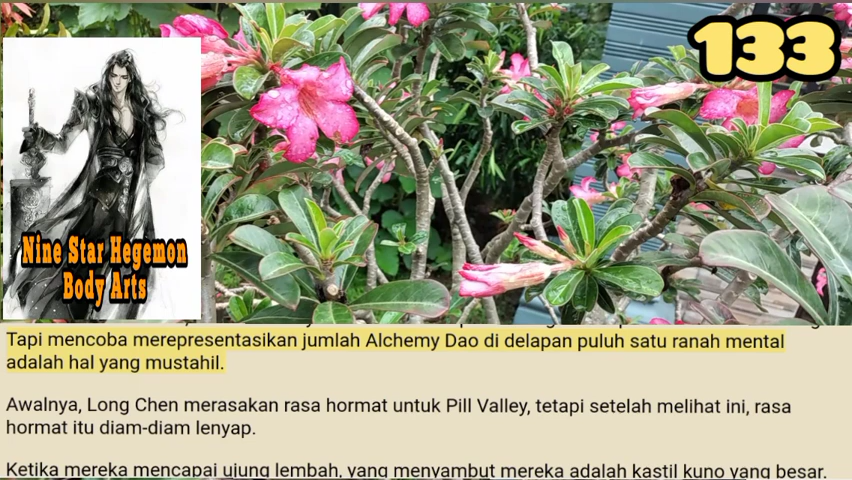 133
Nine Star Hegemon
Body Arts
Tapi mencoba merepresentasikan jumlah Alchemy Dao di delapan puluh satu ranah mental
adalah hal yang mustahil.
Awalnya, Long Chen merasakan rasa hormat untuk Pill Valley, tetapi setelah melihat ini, rasa
hormat itu diam-diam lenyap.
Ketika mereka mencapai ujung lembah, yang menyambut mereka adalah kastil kuno yang besar.